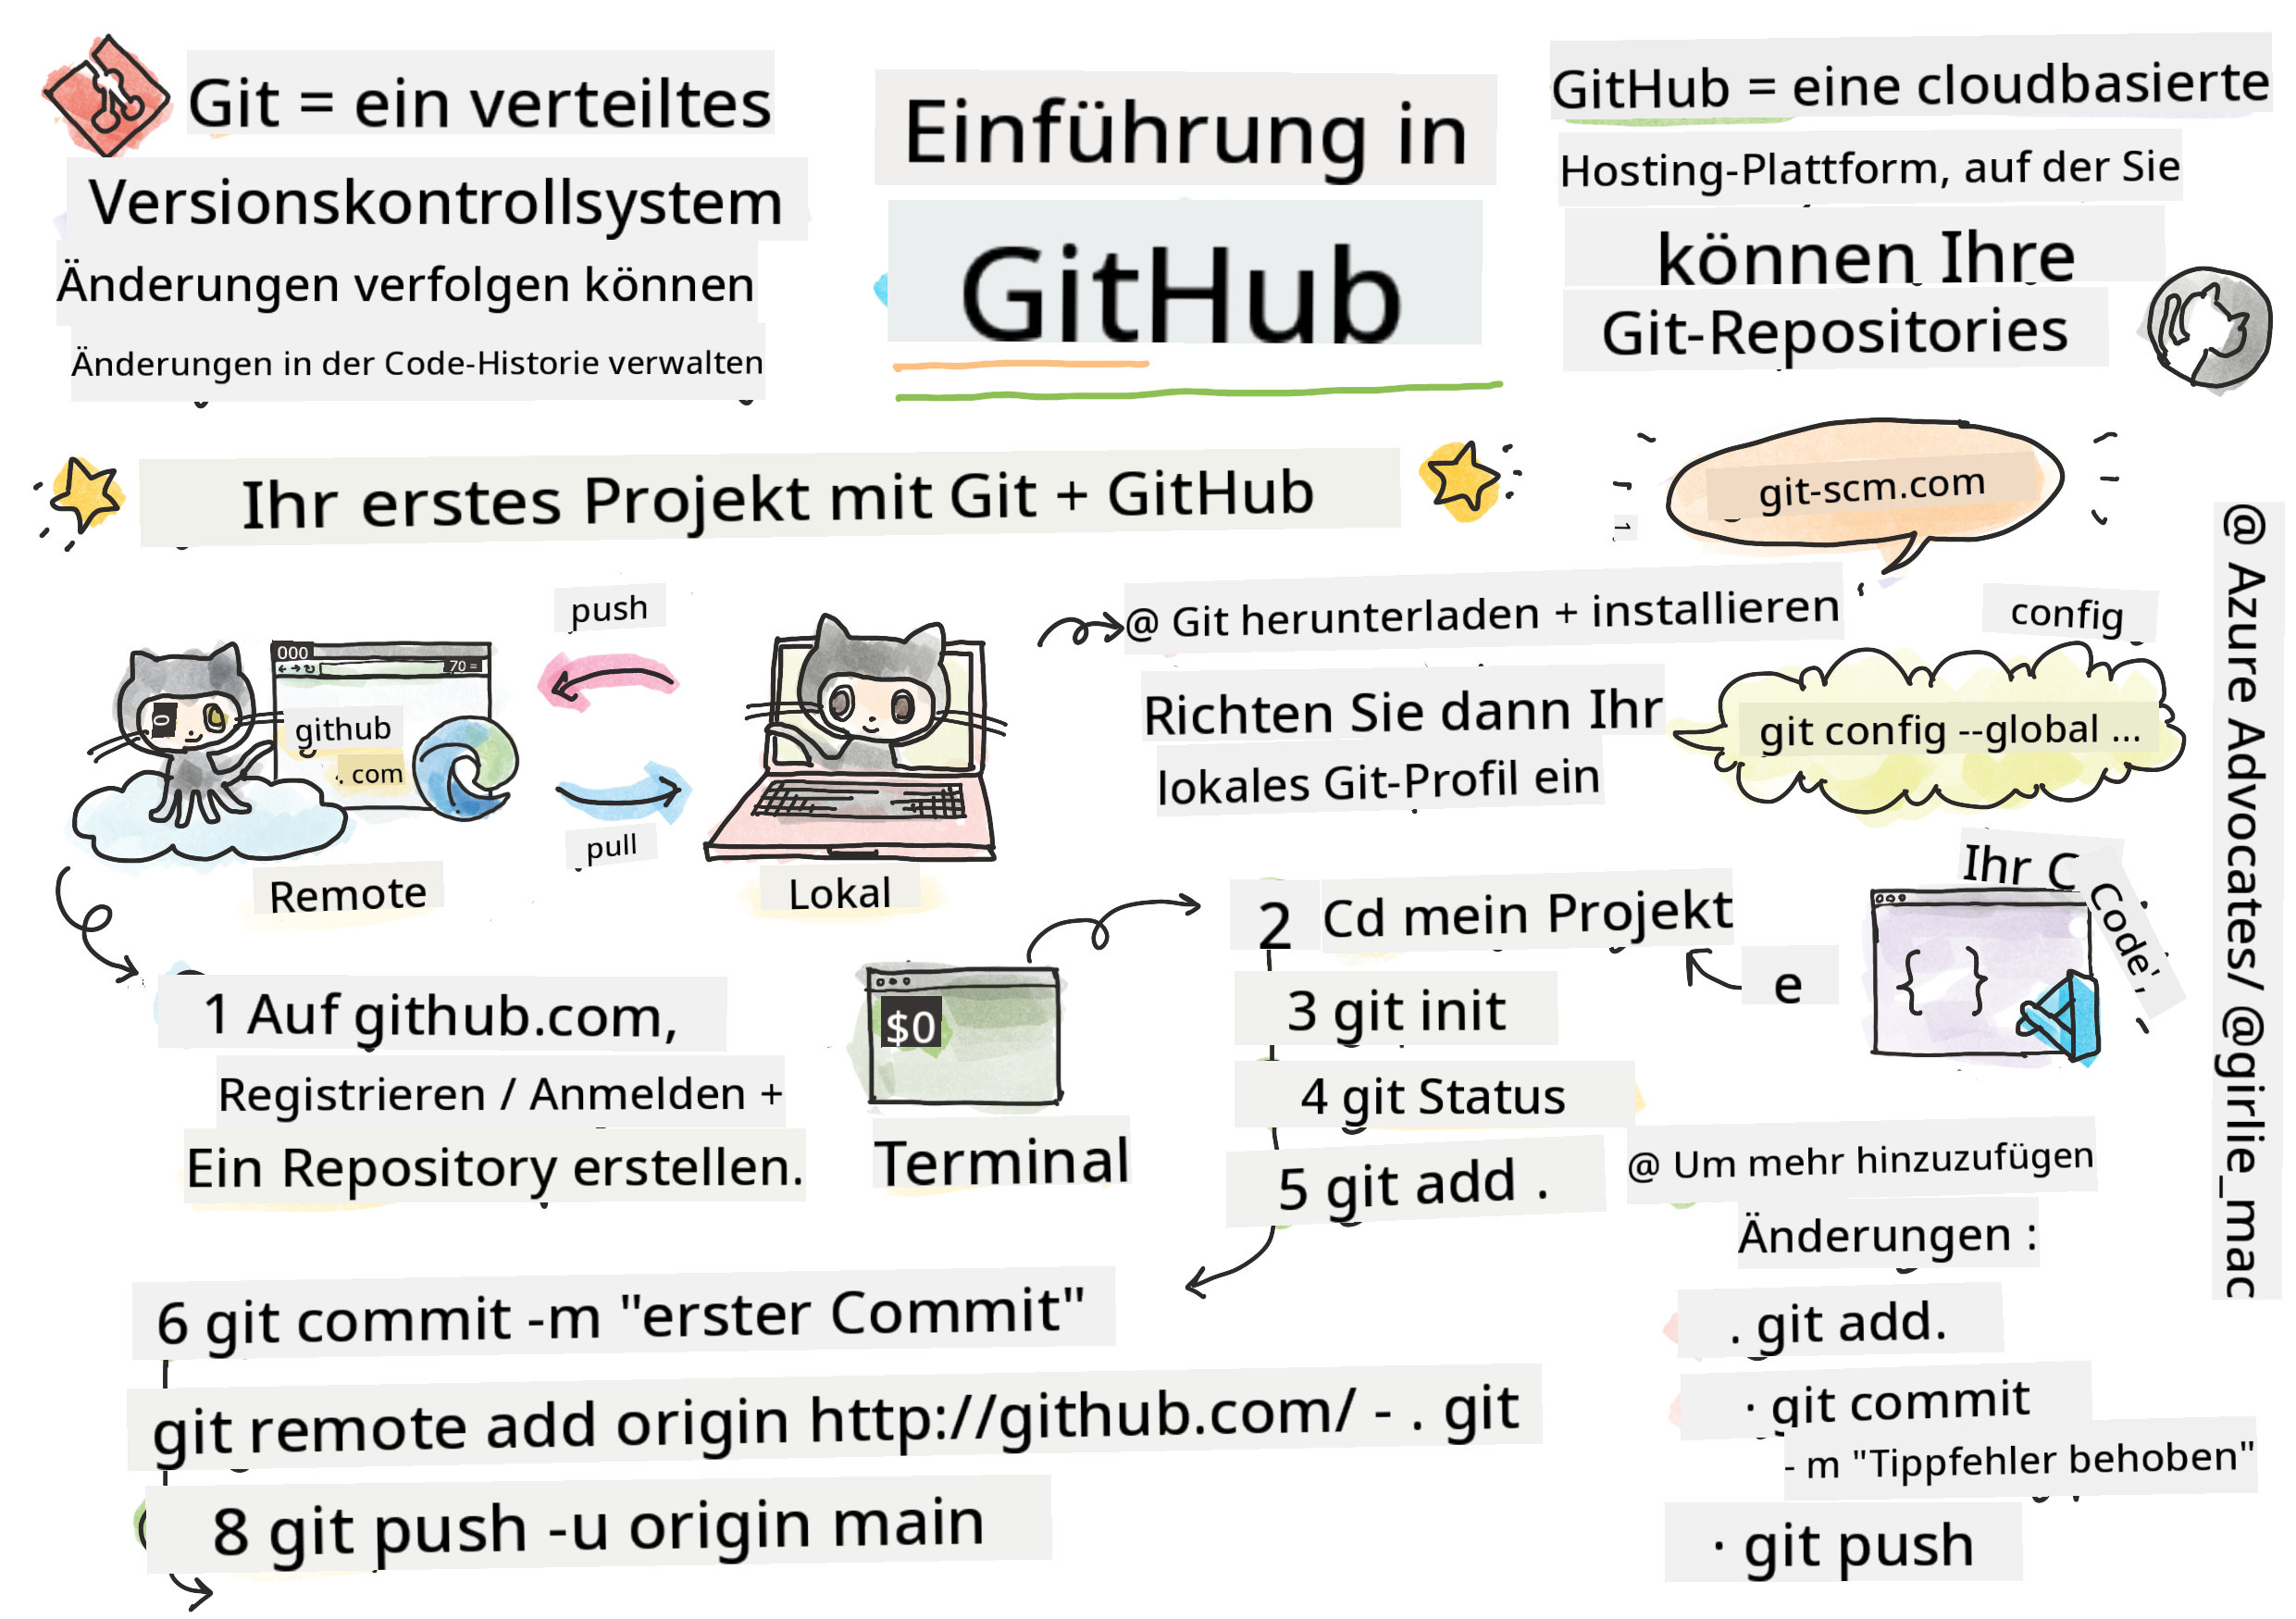 Git = ein verteiltes
Versionskontrollsystem
Änderungen verfolgen können
Änderungen in der Code-Historie verwalten
Einführung in
GitHub
GitHub = eine cloudbasierte
Hosting-Plattform, auf der Sie
können Ihre
Git-Repositories
Ihr erstes Projekt mit Git + GitHub
git-scm.com
push
000
70 =
github
. com
pull
Remote
Lokal
@ Git herunterladen + installieren
Richten Sie dann Ihr
lokales Git-Profil ein
config
git config --global ...
1 Auf github.com,
Registrieren / Anmelden +
Ein Repository erstellen.
$0
Terminal
2 Cd mein Projekt
3 git init
4 git Status
5 git add .
e
Ihr C
Code',
{ }
6 git commit -m "erster Commit"
git remote add origin http://github.com/ - . git
8 git push -u origin main
@ Um mehr hinzuzufügen
Änderungen :
. git add.
· git commit
- m "Tippfehler behoben"
· git push
@ Azure Advocates/ @girlie_mac